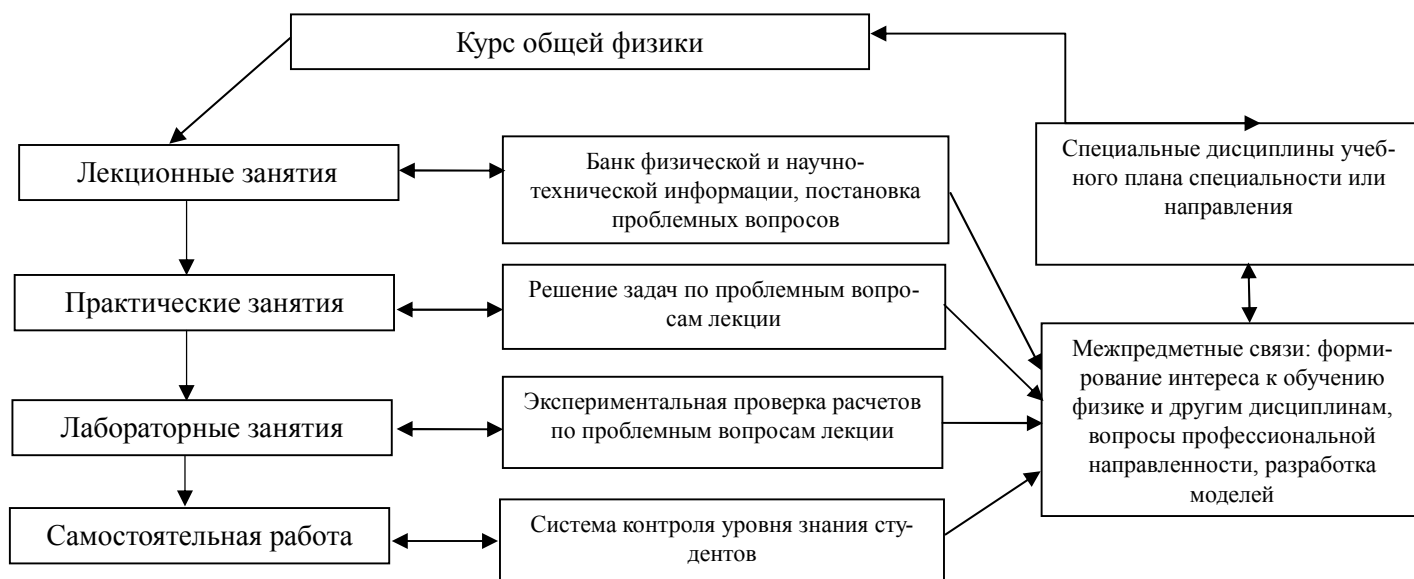 Курс общей физики
Лекционные занятия
Банк физической и научно-
технической информации, постановка
проблемных вопросов
Специальные дисциплины учеб-
ного плана специальности или
направления
Практические занятия
Решение задач по проблемным вопро-
сам лекции
Межпредметные связи: форми-
рование интереса к обучению
физике и другим дисциплинам,
вопросы профессиональной
направленности, разработка
моделей
Лабораторные занятия
Экспериментальная проверка расчетов
по проблемным вопросам лекции
Самостоятельная работа
Система контроля уровня знания сту-
дентов